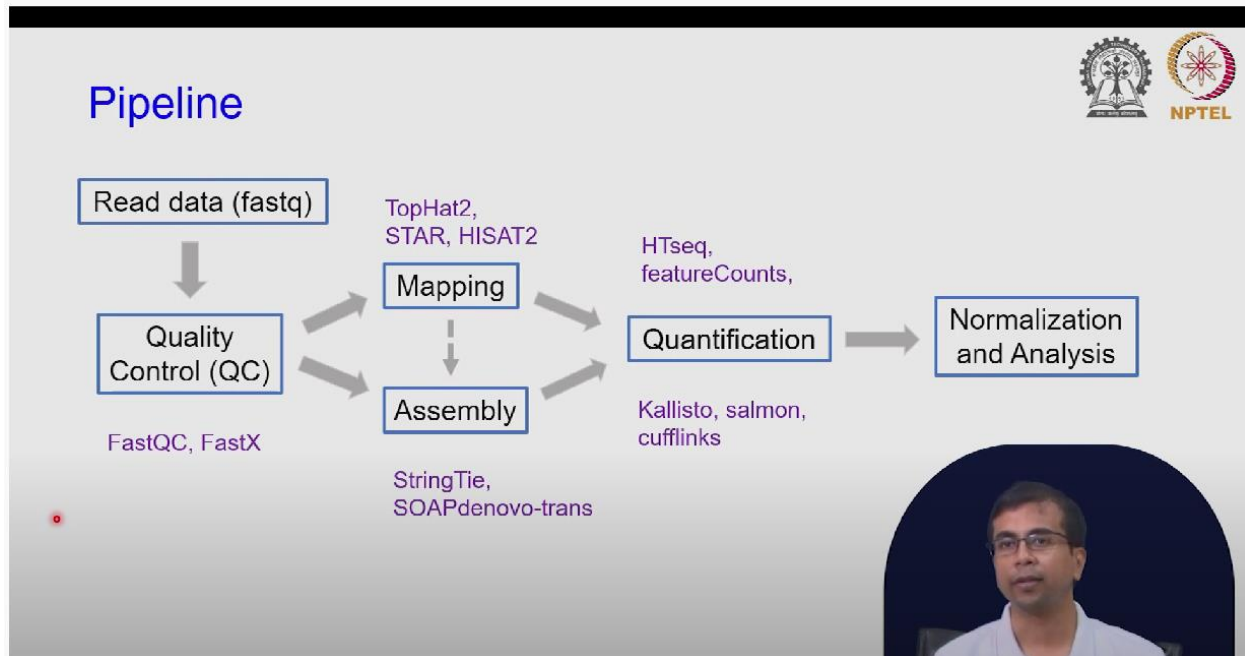 Pipeline
NPTEL
Read data (fastq)
TopHat2,
STAR, HISAT2
Mapping
HTseq,
featureCounts,
Quality
Control (QC)
Quantification
Normalization
and Analysis
Assembly
FastQC, FastX
Kallisto, salmon,
cufflinks
StringTie,
SOAPdenovo-trans